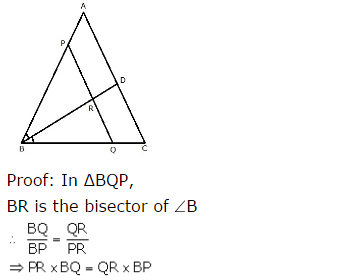 A
P
D
R
B Q C
Proof: In ΔBQP,
BR is the bisector of ∠B
∴ BQ/BP = QR/PR
⇒ PR x BQ = QR x BP